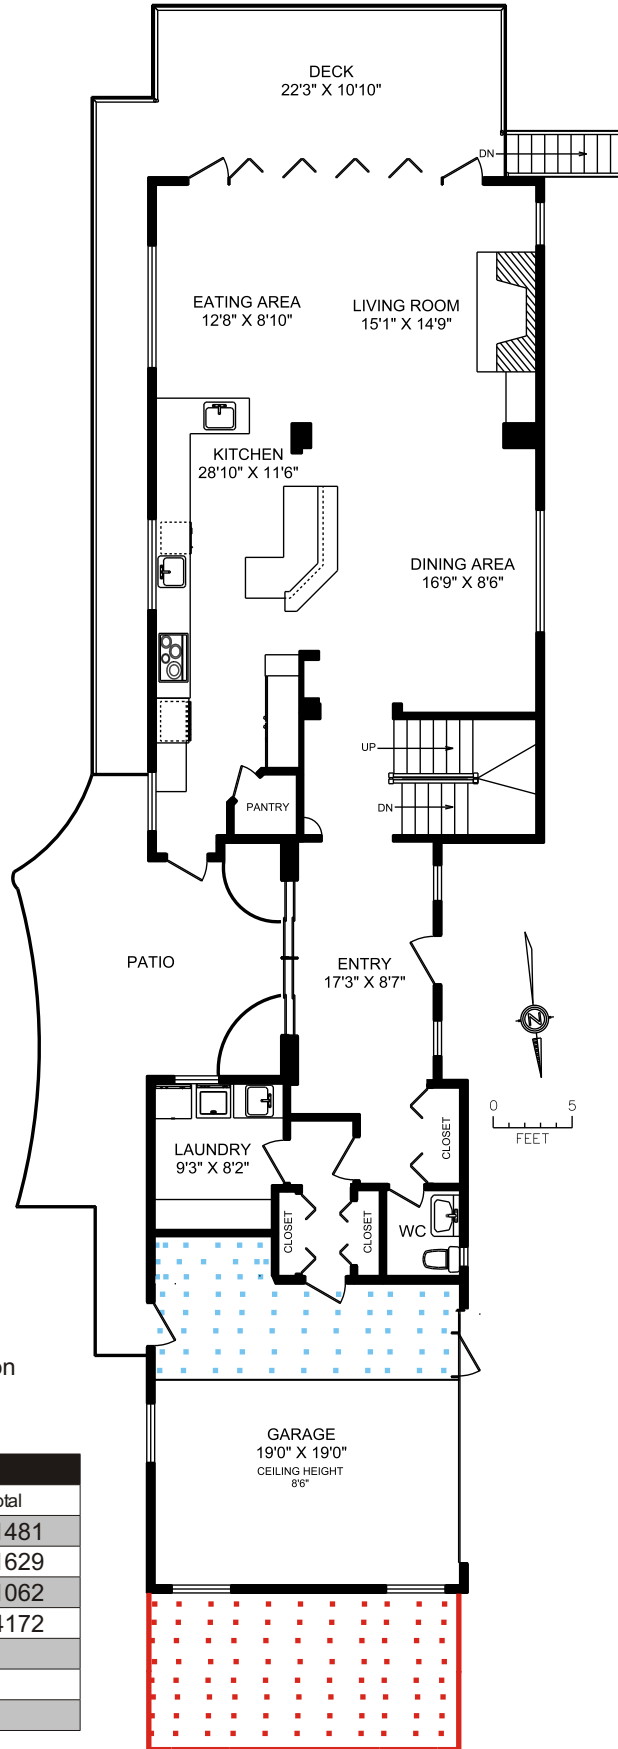 DECK
22'3" X 10'10"
DN
EATING AREA
12'8" X 8'10"
LIVING ROOM
15'1" X 14'9"
KITCHEN
28'10" X 11'6"
DINING AREA
16'9" X 8'6"
UP
DN
PANTRY
PATIO
ENTRY
17'3" X 8'7"
N
0 5
FEET
LAUNDRY
9'3" X 8'2"
CLOSET
CLOSET
CLOSET
WC
on
GARAGE
19'0" X 19'0"
CEILING HEIGHT
8'6"
otal
481
629
062
4172